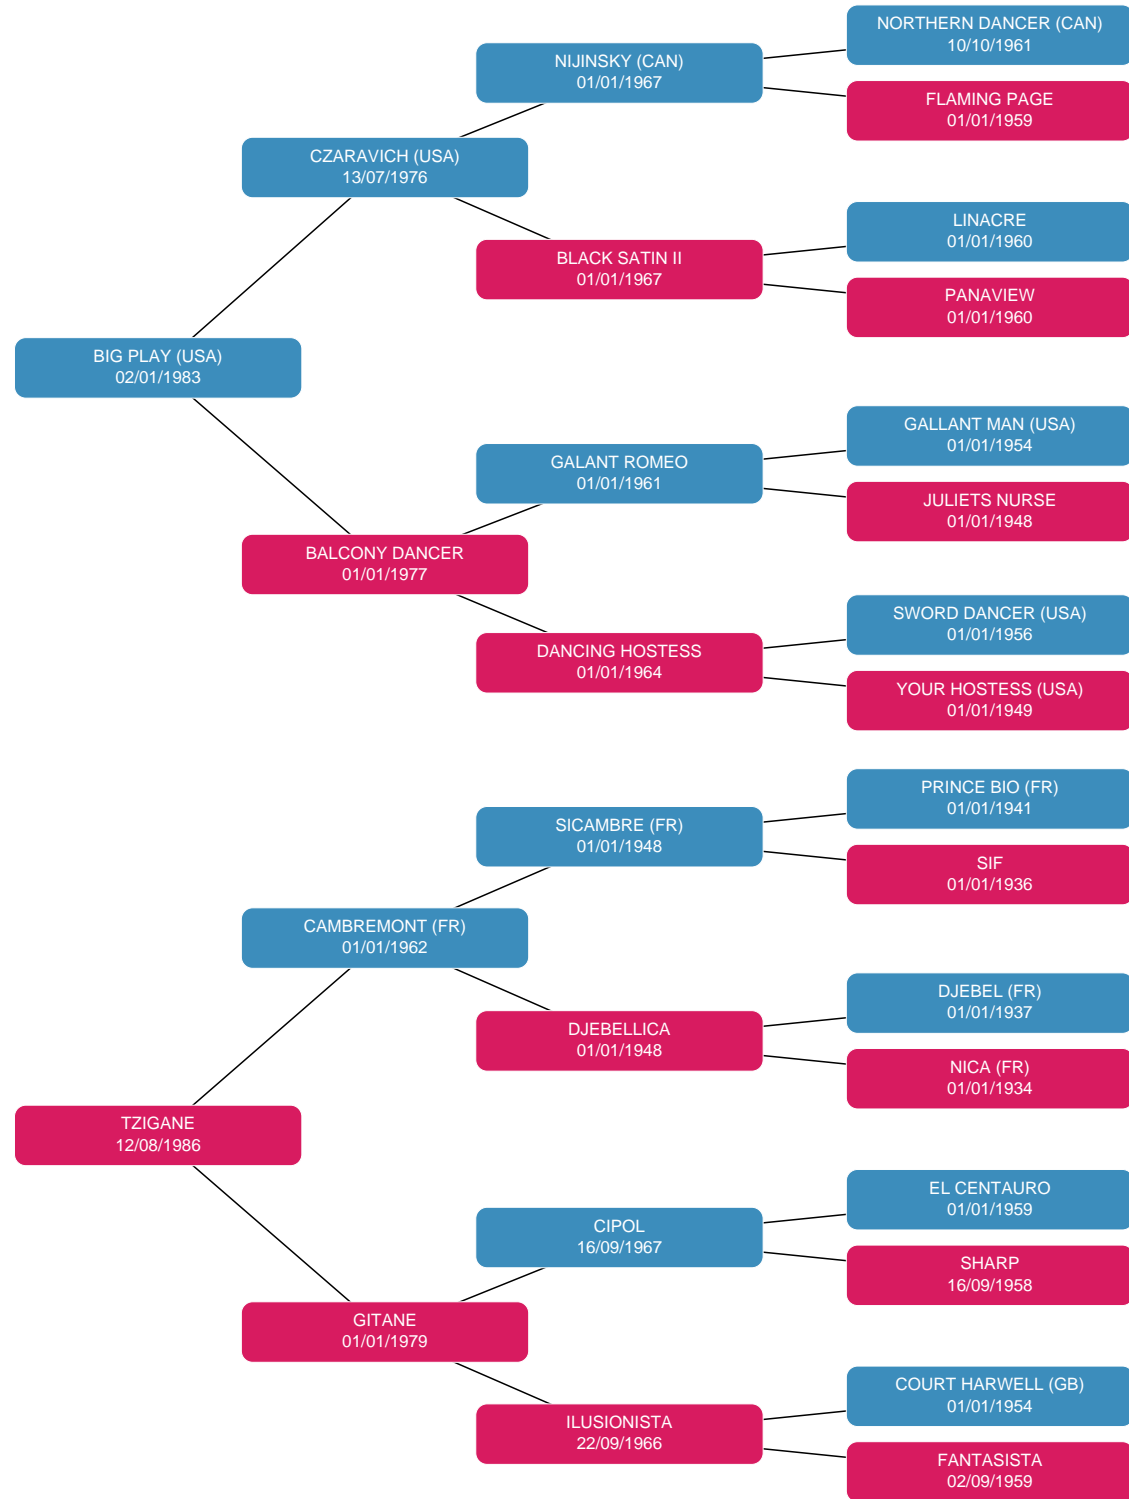 NORTHERN DANCER (CAN)
10/10/1961
NIJINSKY (CAN)
01/01/1967
FLAMING PAGE
01/01/1959
CZARAVICH (USA)
13/07/1976
LINACRE
01/01/1960
BLACK SATIN II
01/01/1967
PANAVIEW
01/01/1960
BIG PLAY (USA)
02/01/1983
GALLANT MAN (USA)
01/01/1954
GALANT ROMEO
01/01/1961
JULIETS NURSE
01/01/1948
BALCONY DANCER
01/01/1977
SWORD DANCER (USA)
01/01/1956
DANCING HOSTESS
01/01/1964
YOUR HOSTESS (USA)
01/01/1949
PRINCE BIO (FR)
01/01/1941
SICAMBRE (FR)
01/01/1948
SIF
01/01/1936
CAMBREMONT (FR)
01/01/1962
DJEBEL (FR)
01/01/1937
DJEBELLICA
01/01/1948
NICA (FR)
01/01/1934
TZIGANE
12/08/1986
EL CENTAURO
01/01/1959
CIPOL
16/09/1967
SHARP
16/09/1958
GITANE
01/01/1979
COURT HARWELL (GB)
01/01/1954
ILUSIONISTA
22/09/1966
FANTASISTA
02/09/1959